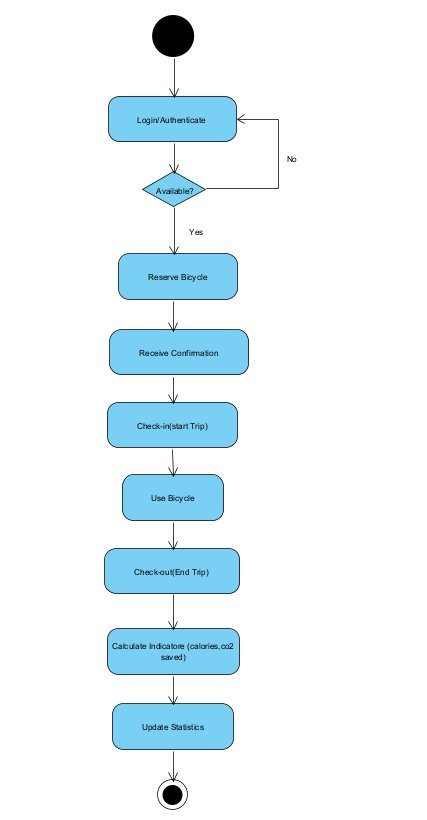 Login/Authenticate
No
Available?
Yes
Reserve Bicycle
Receive Confirmation
Check-in(start Trip)
Use Bicycle
Check-out(End Trip)
Calculate Indicatore (calories,co2
saved)
Update Statistics